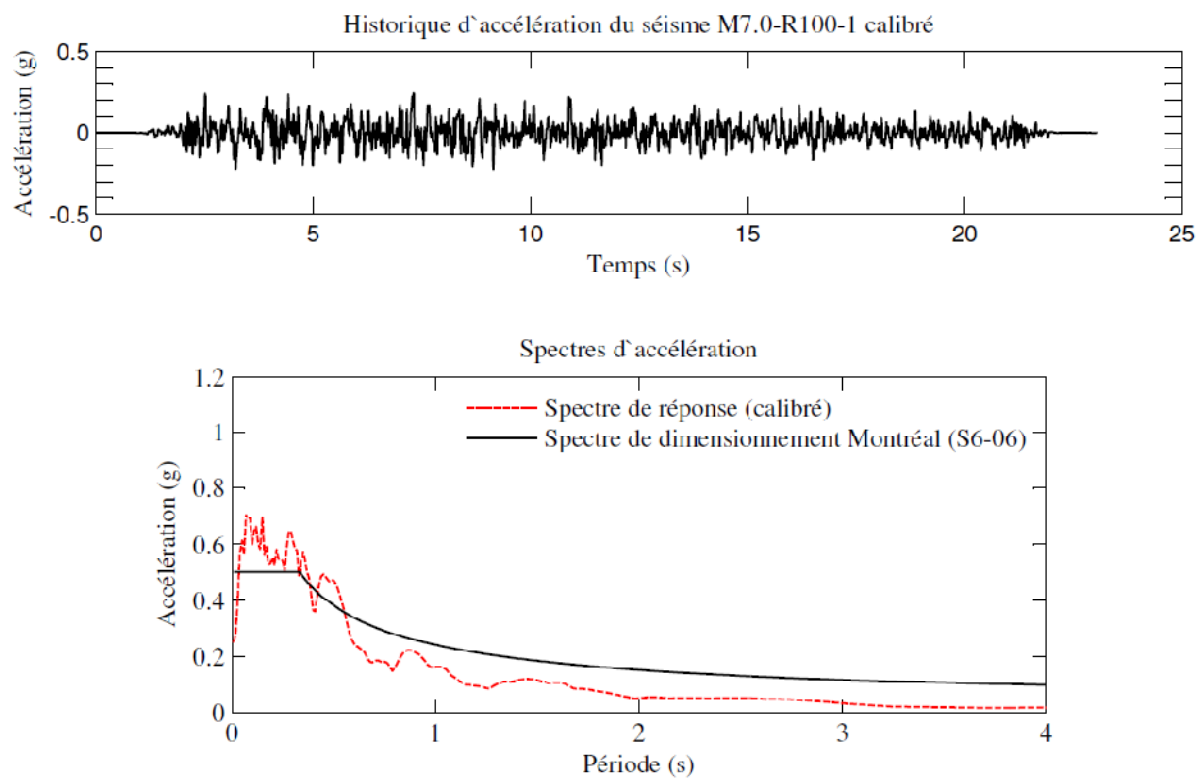 Historique d`accélération du séisme M7.0-R100-1 calibré
Accélération (g)
0.5
0
-0.5
0 5 10 15 20 25
Temps (s)
Spectres d`accélération
Accélération (g)
1.2
1
0.8
0.6
0.4
0.2
0
Spectre de réponse (calibré)
Spectre de dimensionnement Montréal (S6-06)
0 1 2 3 4
Période (s)